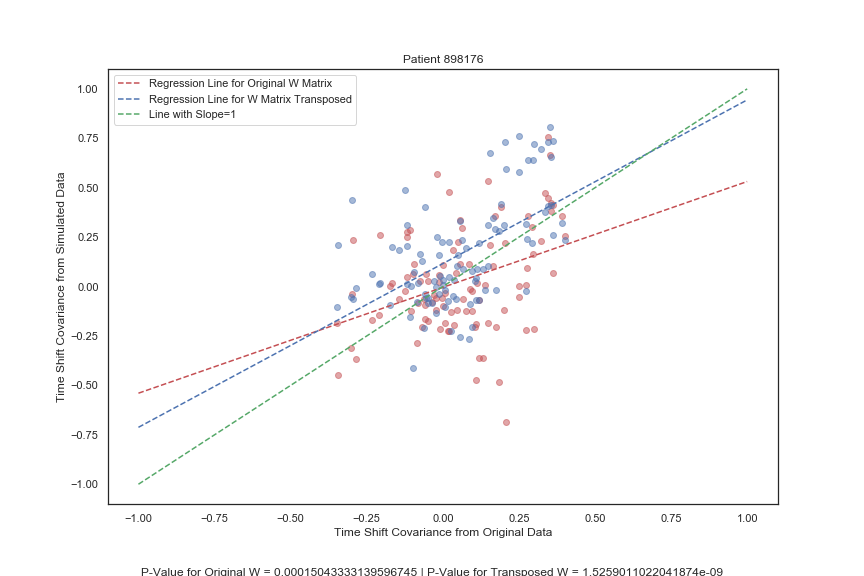 Patient 898176
Regression Line for Original W Matrix
Regression Line for W Matrix Transposed
Line with Slope=1
1.00
0.75
0.50
0.25
0.00
−0.25
−0.50
−0.75
−1.00
Time Shift Covariance from Simulated Data
−1.00 −0.75 −0.50 −0.25 0.00 0.25 0.50 0.75 1.00
Time Shift Covariance from Original Data
P-Value for Original W = 0.00015043333139596745 | P-Value for Transposed W = 1.5259011022041874e-09